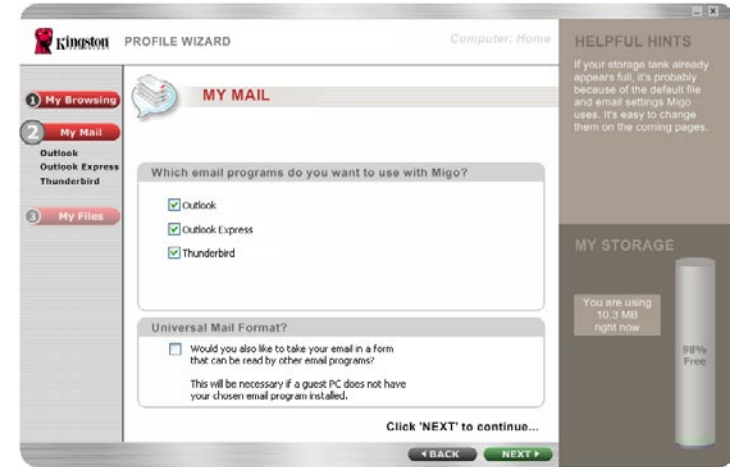 Kingston
PROFILE WIZARD
Computer: Home
1 My Browsing
2 My Mail
Outlook
Outlook Express
Thunderbird
3 My Files
MY MAIL
Which email programs do you want to use with Migo?
Outlook
Outlook Express
Thunderbird
Universal Mail Format?
Would you also like to take your email in a form
that can be read by other email programs?
This will be necessary if a guest PC does not have
your chosen email program installed.
Click 'NEXT' to continue...
BACK
NEXT
HELPFUL HINTS
If your storage tank already
appears full, it's probably
because of the default file
and email settings Migo
uses. It's easy to change
them on the coming pages.
MY STORAGE
You are using
10.3 MB
right now
98%
Free